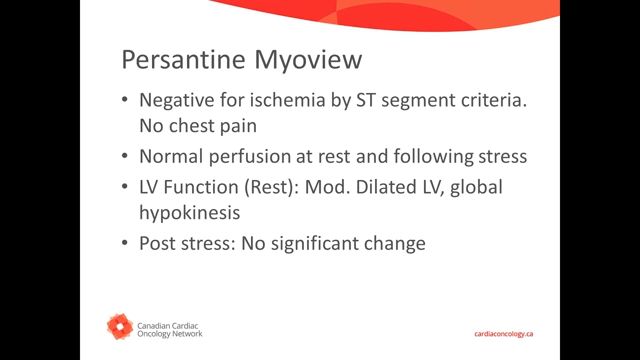 Persantine Myoview
• Negative for ischemia by ST segment criteria.
No chest pain
• Normal perfusion at rest and following stress
• LV Function (Rest): Mod. Dilated LV, global
hypokinesis
• Post stress: No significant change
Canadian Cardiac
Oncology Network
cardiaconcology.ca